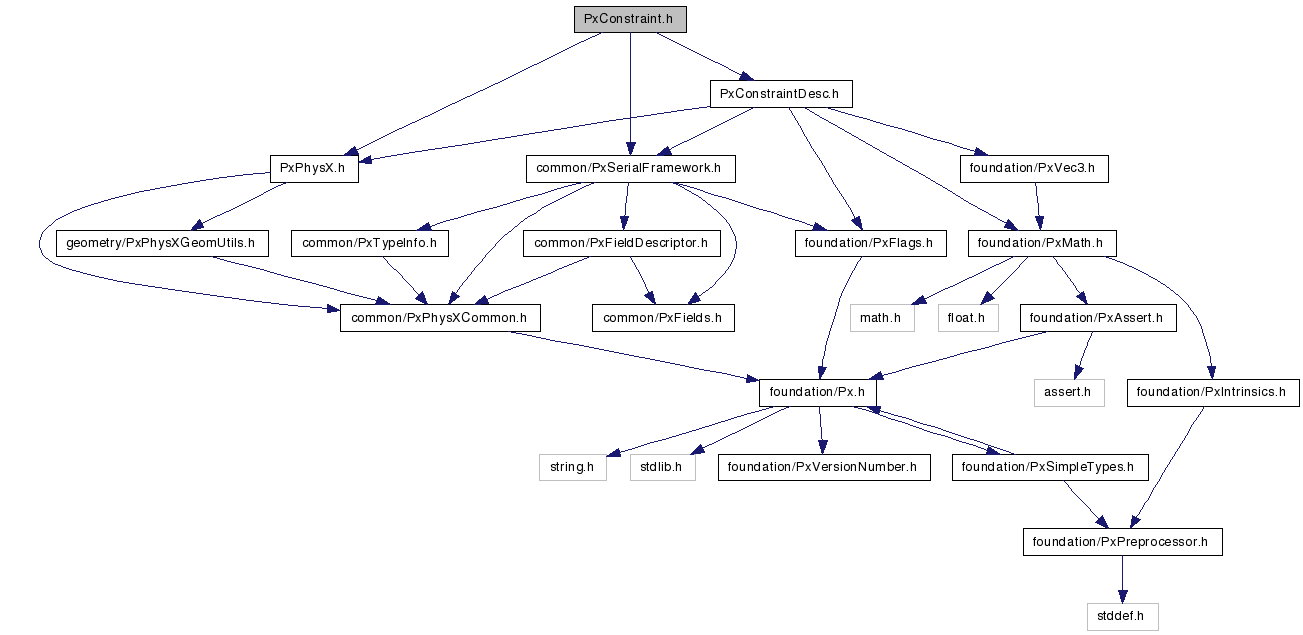 PxConstraint.h
PxConstraintDesc.h
PxPhysX.h
common/PxSerialFramework.h
foundation/PxVec3.h
geometry/PxPhysXGeomUtils.h
common/PxTypeInfo.h
common/PxFieldDescriptor.h
foundation/PxFlags.h
foundation/PxMath.h
common/PxPhysXCommon.h
common/PxFields.h
math.h
float.h
foundation/PxAssert.h
foundation/Px.h
assert.h
foundation/PxIntrinsics.h
string.h
stdlib.h
foundation/PxVersionNumber.h
foundation/PxSimpleTypes.h
foundation/PxPreprocessor.h
stddef.h